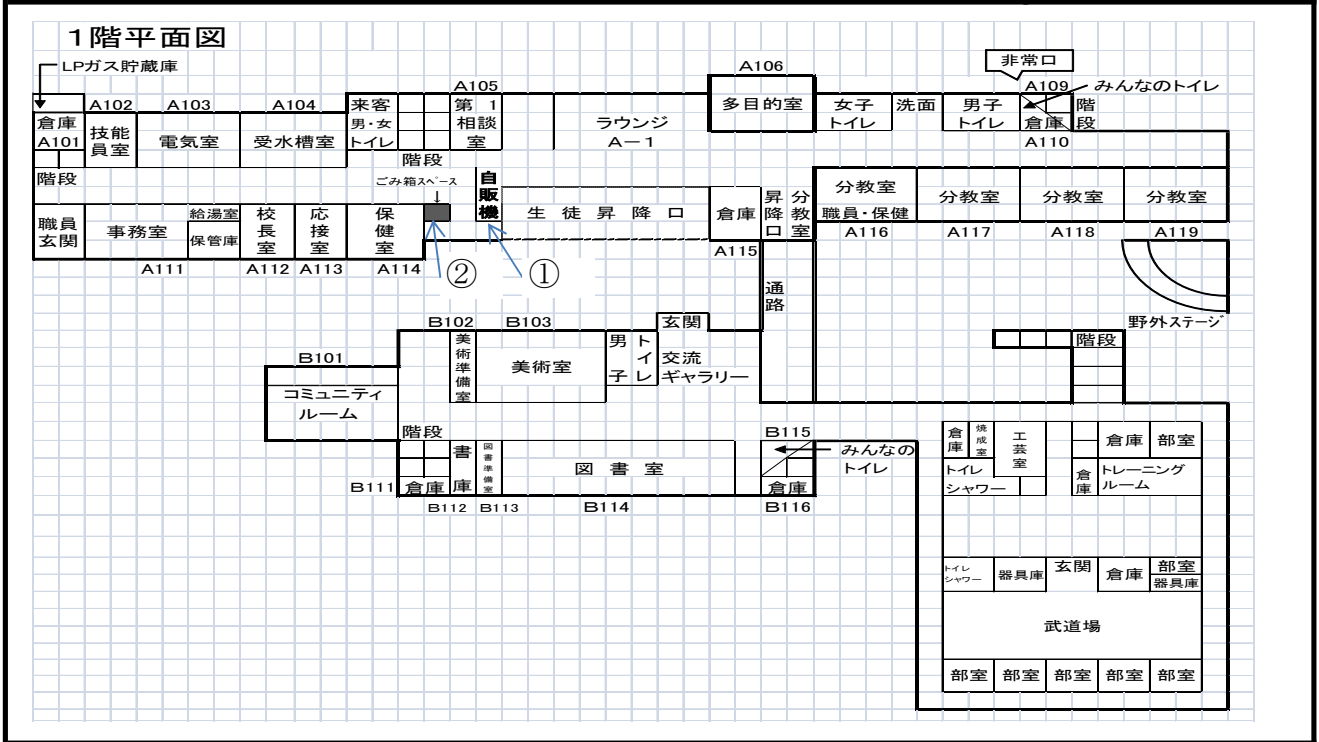 1階平面図
LPガス貯蔵庫
非常口
A106
A105
A109
みんなのトイレ
A102
A103
A104
倉庫
A101
技能
員室
電気室
受水槽室
来客
男・女
トイレ
階段
第1
相談
室
ラウンジ
A－1
多目的室
女子
トイレ
洗面
男子
トイレ
倉庫
A110
階
段
階段
ごみ箱スペース
↓
自
販
機
職員
玄関
事務室
給湯室
保管庫
校
長
室
応
接
室
保
健
室
生徒昇降口
倉庫
昇
降
口
分
教
室
分教室
職員・保健
分教室
分教室
分教室
A111
A112
A113
A114
②
①
A115
A116
A117
A118
A119
通
路
野外ステージ
B102
B103
玄関
美
術
準
備
室
美術室
男
子
トイレ
交流
ギャラリー
階段
B101
コミュニティ
ルーム
階段
B111
倉庫
書
庫
図
書
準
備
室
図書室
B115
みんなの
トイレ
倉庫
B112
B113
B114
B116
倉
庫
焼
成
室
工
芸
室
倉庫
部室
トイレ
シャワー
倉
庫
トレーニング
ルーム
トイレ
シャワー
器具庫
玄関
倉庫
部室
器具庫
武道場
部室
部室
部室
部室
部室